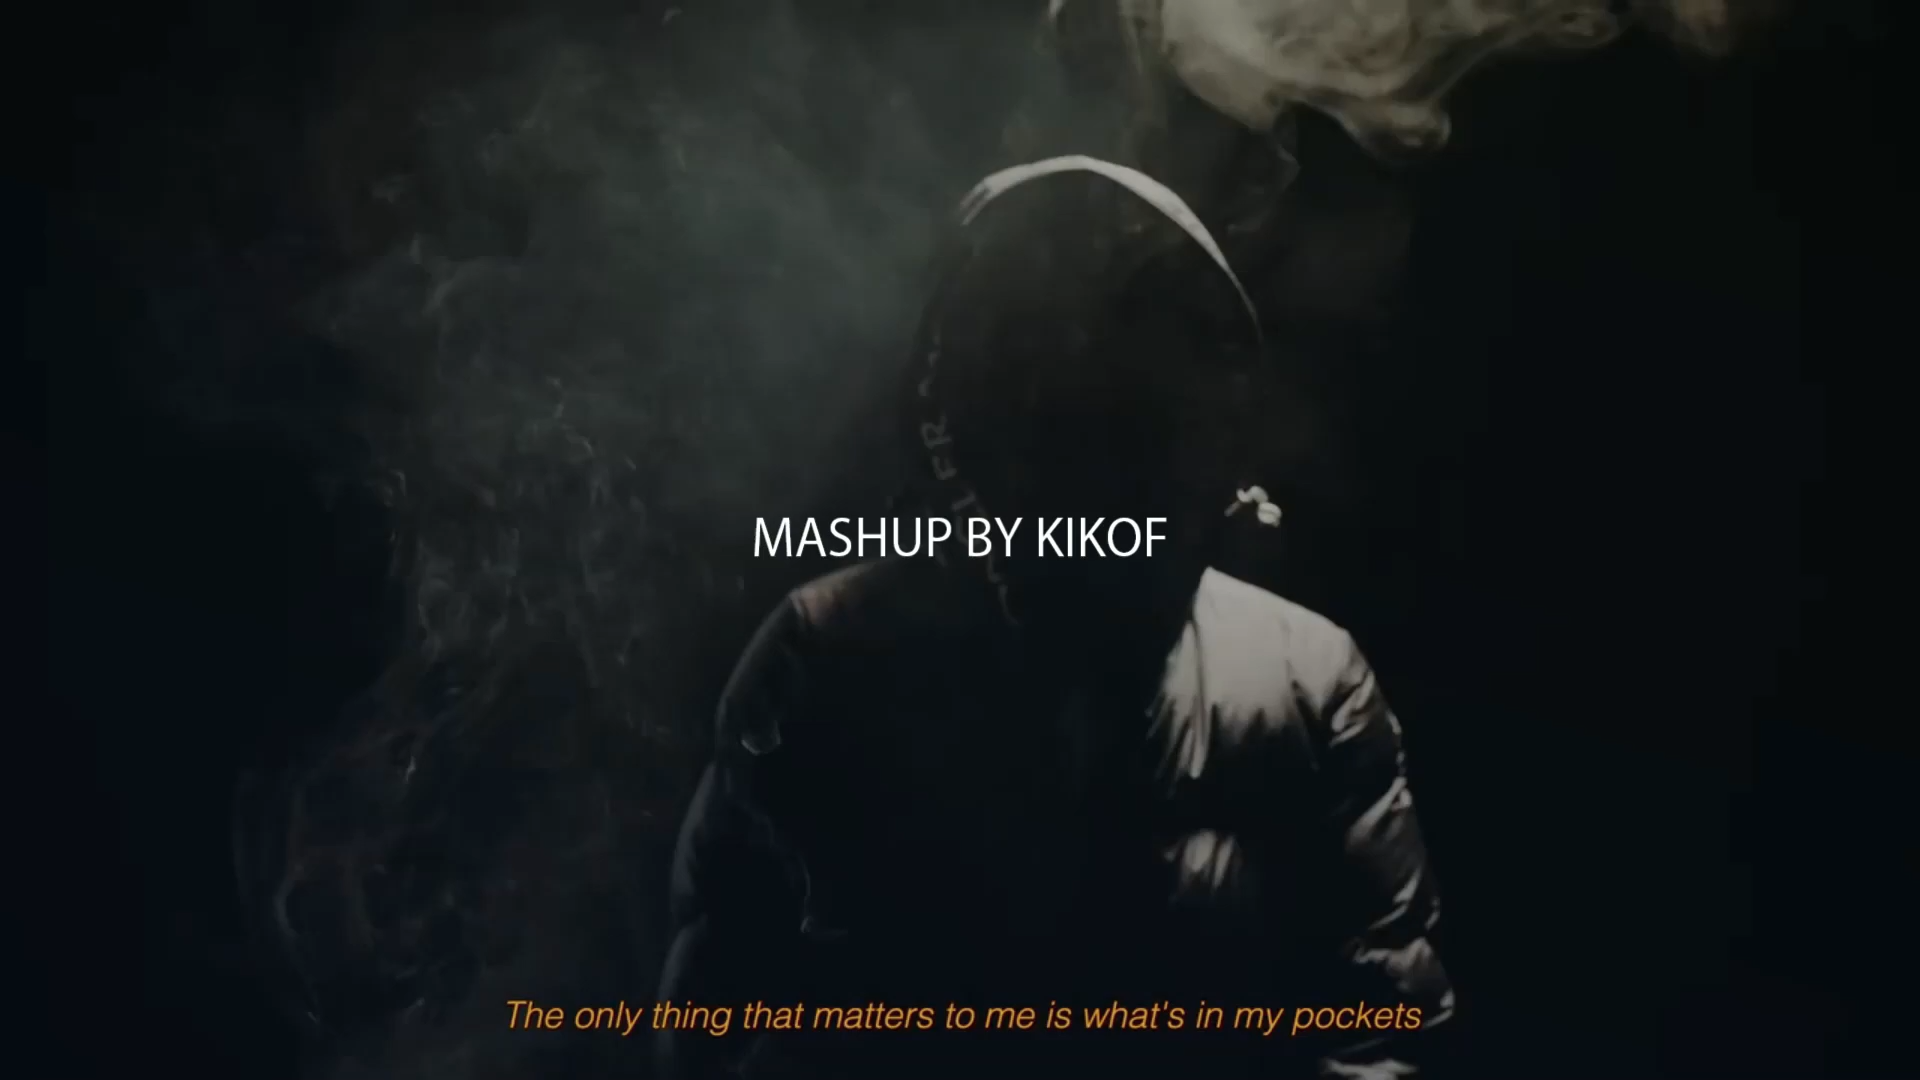 MASHUP BY KIKOF
The only thing that matters to me is what's in my pockets